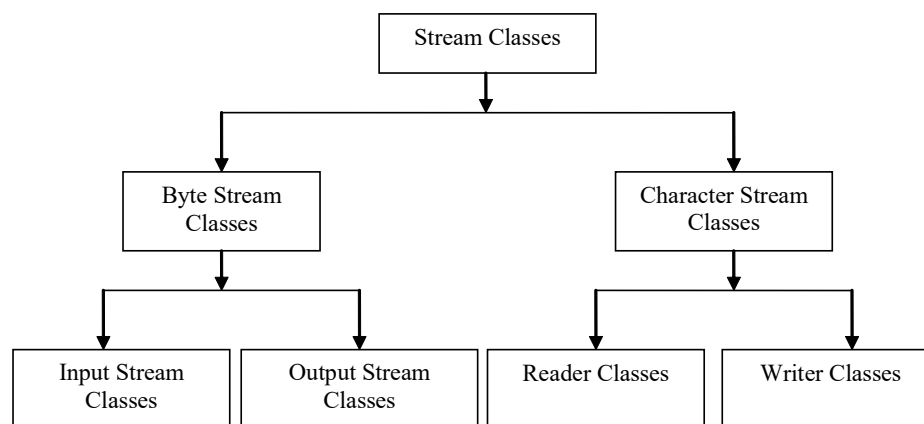 Stream Classes
Byte Stream
Classes
Character Stream
Classes
Input Stream
Classes
Output Stream
Classes
Reader Classes
Writer Classes